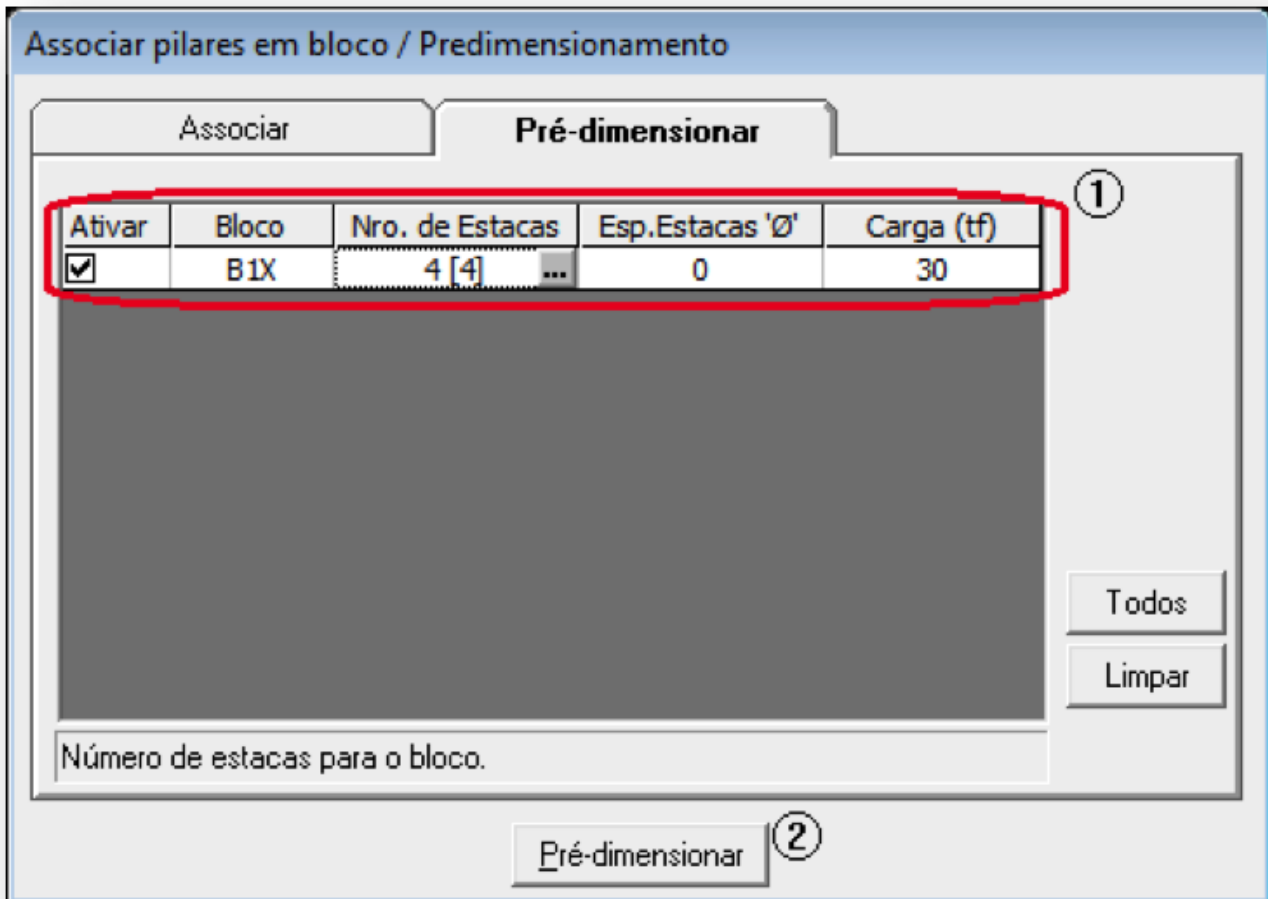 Associar pilares em bloco / Predimensionamento
Associar Pré-dimensionar
①
Ativar Bloco Nro. de Estacas Esp.Estacas 'Ø' Carga (tf)
B1X 4 [4] ... 0 30
Todos
Limpar
Número de estacas para o bloco.
Pré-dimensionar ②